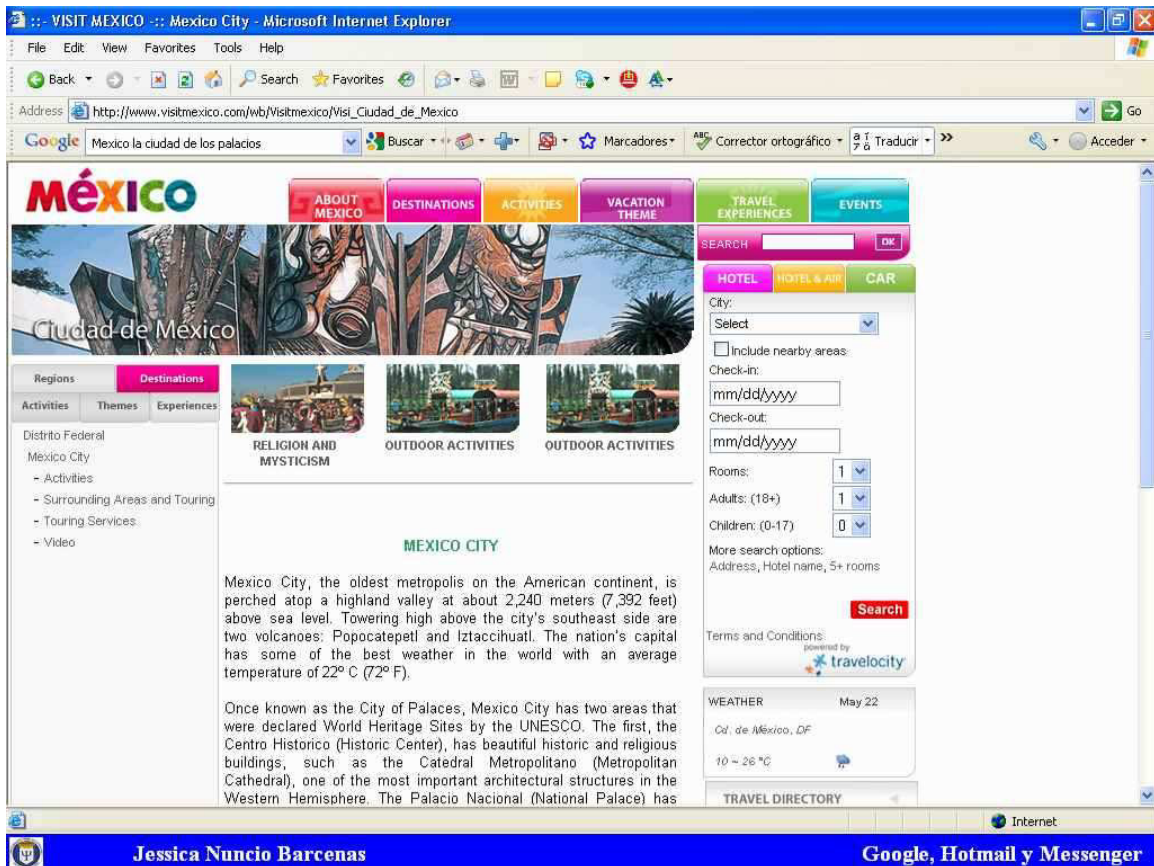 ::- VISIT MEXICO -:: Mexico City - Microsoft Internet Explorer
File Edit View Favorites Tools Help
Back Search Favorites
Address http://www.visitmexico.com/wb/Visitmexico/Visi_Ciudad_de_Mexico Go
Google Mexico la ciudad de los palacios Buscar Marcadores ABC Corrector ortográfico Traducir Acceder
MéXICO
ABOUT MEXICO
DESTINATIONS
ACTIVITIES
VACATION THEME
TRAVEL EXPERIENCES
EVENTS
Ciudad de México
SEARCH OK
HOTEL HOTEL & AIR CAR
City:
Select
Include nearby areas
Check-in:
mm/dd/yyyy
Check-out:
mm/dd/yyyy
Rooms: 1
Adults: (18+) 1
Children: (0-17) 0
More search options:
Address, Hotel name, 5+ rooms
Search
Terms and Conditions
powered by
travelocity
WEATHER May 22
Cd. de México, DF
10 ~ 26 ºC
TRAVEL DIRECTORY
Regions Destinations
Activities Themes Experiences
Distrito Federal
Mexico City
- Activities
- Surrounding Areas and Touring
- Touring Services
- Video
RELIGION AND
MYSTICISM
OUTDOOR ACTIVITIES
OUTDOOR ACTIVITIES
MEXICO CITY
Mexico City, the oldest metropolis on the American continent, is
perched atop a highland valley at about 2,240 meters (7,392 feet)
above sea level. Towering high above the city's southeast side are
two volcanoes: Popocatepetl and Iztaccihuatl. The nation's capital
has some of the best weather in the world with an average
temperature of 22º C (72º F).
Once known as the City of Palaces, Mexico City has two areas that
were declared World Heritage Sites by the UNESCO. The first, the
Centro Historico (Historic Center), has beautiful historic and religious
buildings, such as the Catedral Metropolitano (Metropolitan
Cathedral), one of the most important architectural structures in the
Western Hemisphere. The Palacio Nacional (National Palace) has
Internet
Jessica Nuncio Barcenas
Google, Hotmail y Messenger